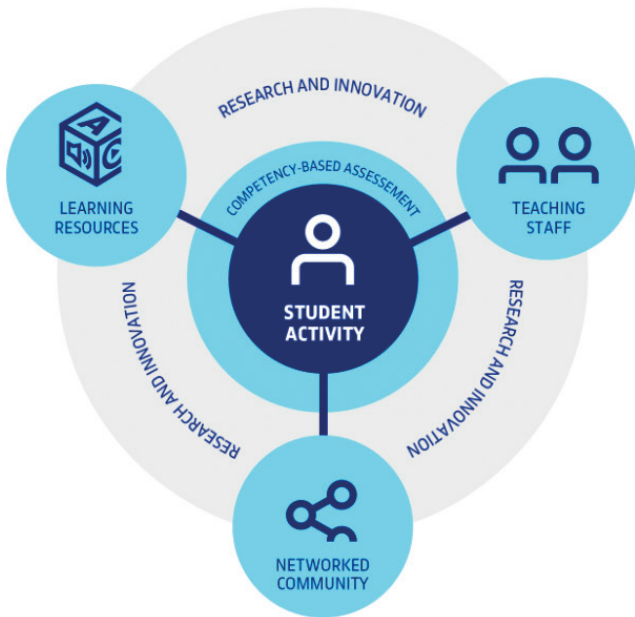 RESEARCH AND INNOVATION
A
LEARNING
RESOURCES
COMPETENCY-BASED ASSESSMENT
TEACHING
STAFF
STUDENT
ACTIVITY
RESEARCH AND INNOVATION
RESEARCH AND INNOVATION
NETWORKED
COMMUNITY